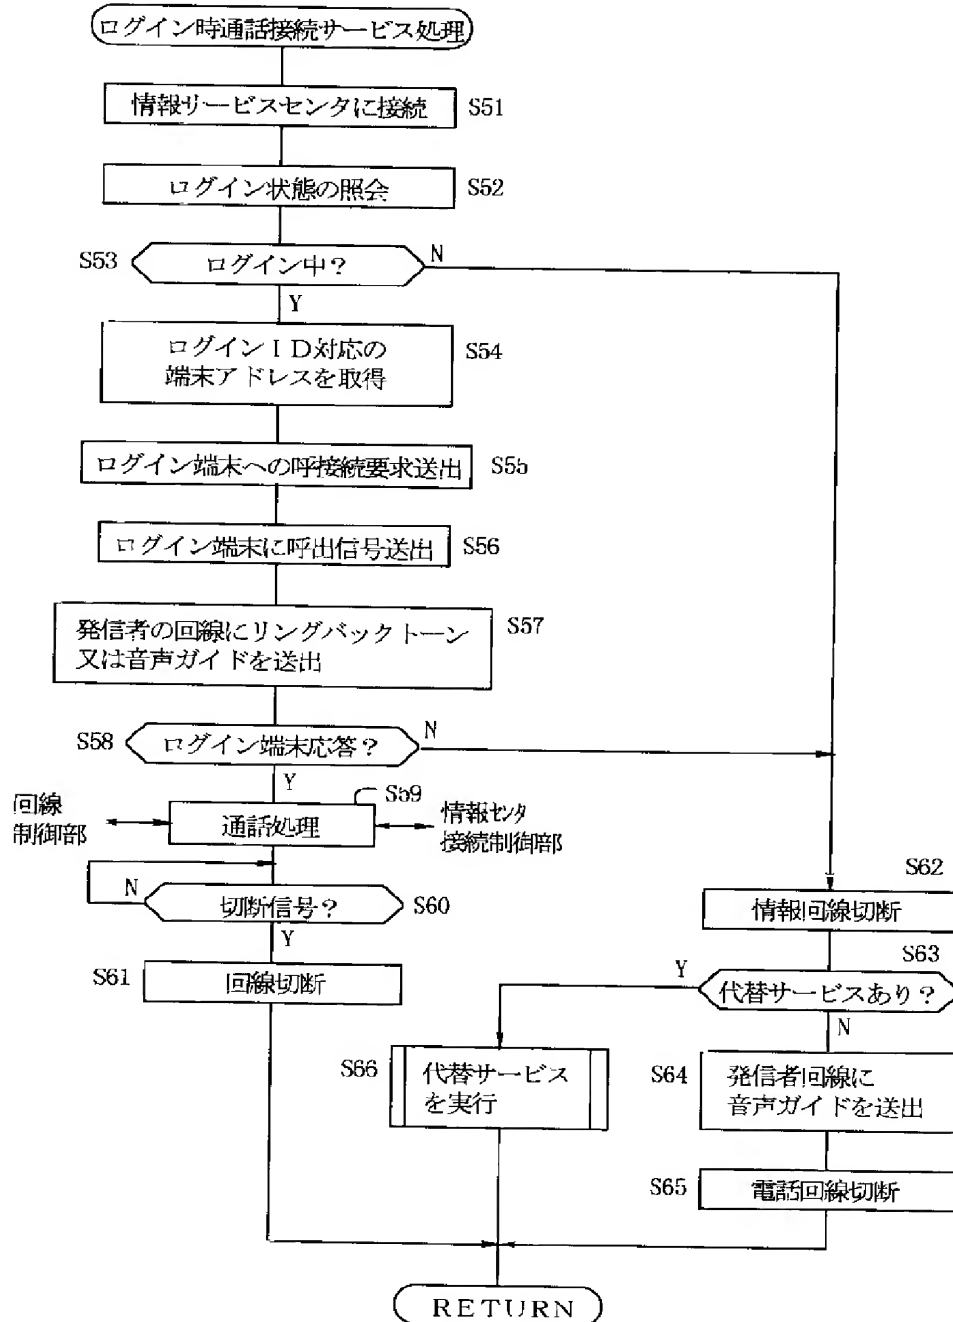 ログイン時通話接続サービス処理
情報サービスセンタに接続 S51
ログイン状態の照会 S52
S53 ログイン中？ N
Y
ログインＩＤ対応の
端末アドレスを取得
S54
ログイン端末への呼接続要求送出 S55
ログイン端末に呼出信号送出 S56
発信者の回線にリングバックトーン
又は音声ガイドを送出
S57
S58 ログイン端末応答？ N
Y
S59
回線
制御部
通話処理
情報センタ
接続制御部
N
切断信号？ S60
Y
S61 回線切断
S62
情報回線切断
S63
Y
代替サービスあり？
N
S66
代替サービス
を実行
S64
発信者回線に
音声ガイドを送出
S65 電話回線切断
RETURN